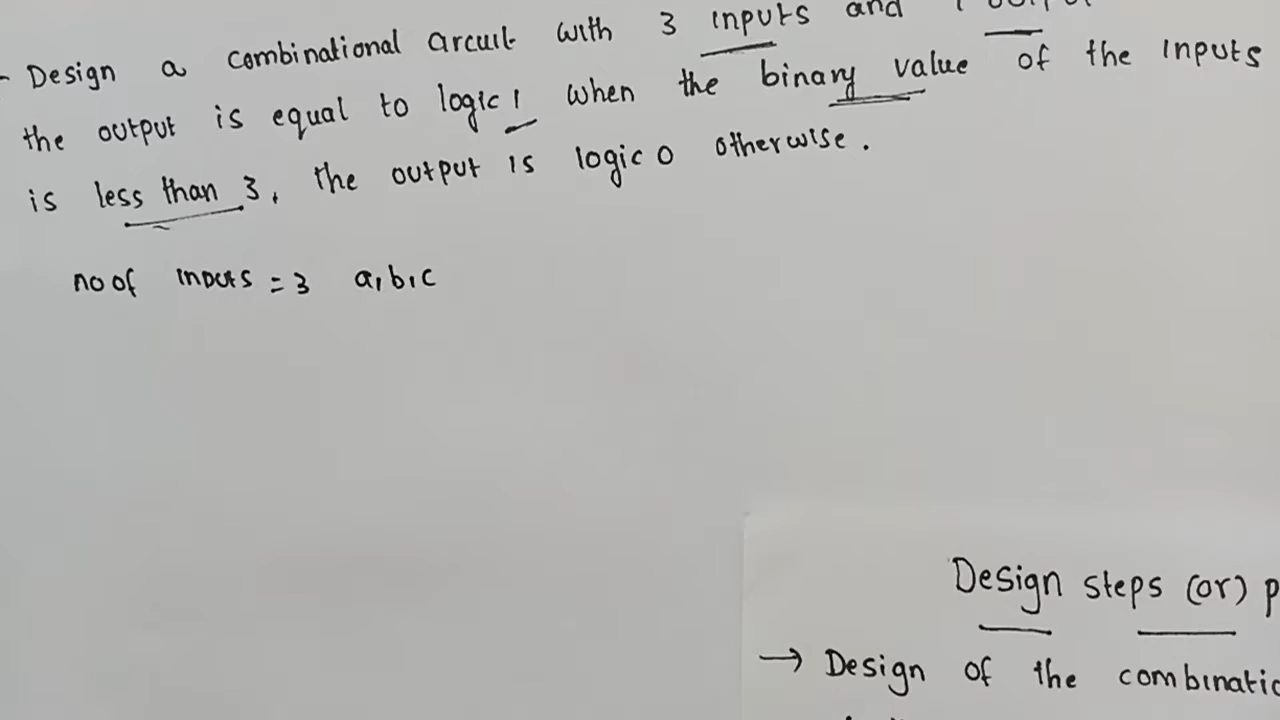 - Design a combinational circuit with 3 inputs and 1 output
the output is equal to logic 1 when the binary value of the inputs
is less than 3, The output is logic 0 otherwise.
no of inputs = 3 a, b, c
Design steps (or)
→ Design of the